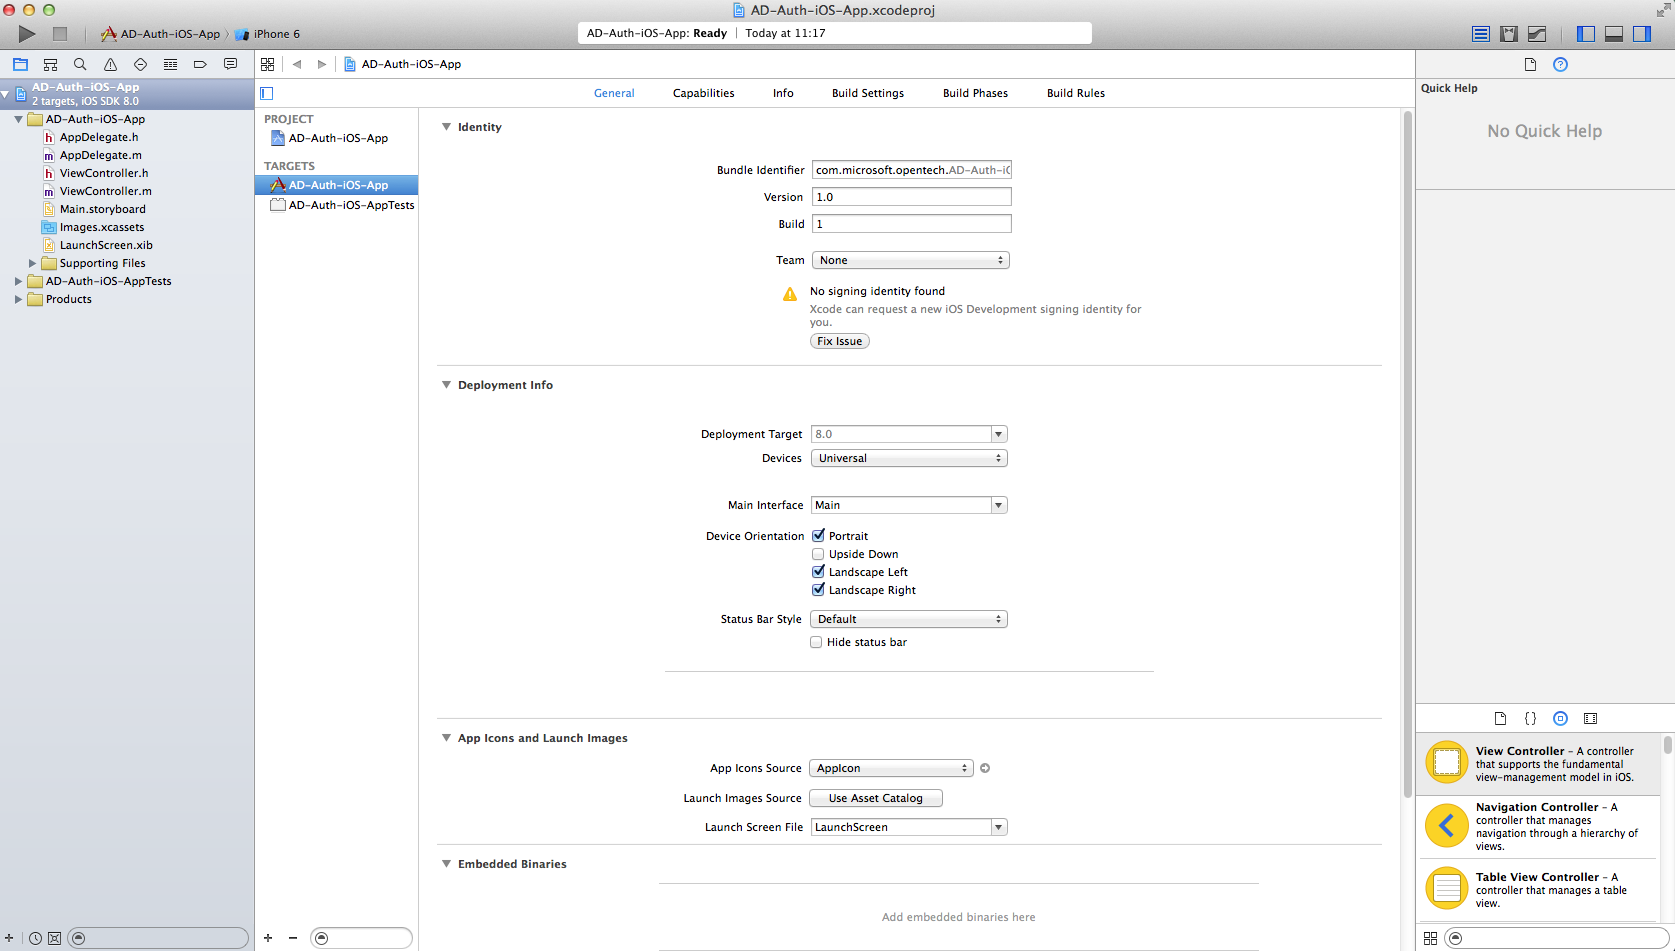 AD-Auth-iOS-App.xcodeproj
AD-Auth-iOS-App
iPhone 6
AD-Auth-iOS-App: Ready
Today at 11:17
AD-Auth-iOS-App
AD-Auth-iOS-App
2 targets, iOS SDK 8.0
AD-Auth-iOS-App
AppDelegate.h
AppDelegate.m
ViewController.h
ViewController.m
Main.storyboard
Images.xcassets
LaunchScreen.xib
Supporting Files
AD-Auth-iOS-AppTests
Products
PROJECT
AD-Auth-iOS-App
TARGETS
AD-Auth-iOS-App
AD-Auth-iOS-AppTests
General
Capabilities
Info
Build Settings
Build Phases
Build Rules
Identity
Bundle Identifier com.microsoft.opentech.AD-Auth-iO
Version 1.0
Build 1
Team None
No signing identity found
Xcode can request a new iOS Development signing identity for
you.
Fix Issue
Deployment Info
Deployment Target 8.0
Devices Universal
Main Interface Main
Device Orientation Portrait
Upside Down
Landscape Left
Landscape Right
Status Bar Style Default
Hide status bar
App Icons and Launch Images
App Icons Source AppIcon
Launch Images Source Use Asset Catalog
Launch Screen File LaunchScreen
Embedded Binaries
Add embedded binaries here
Quick Help
No Quick Help
View Controller – A controller
that supports the fundamental
view-management model in iOS.
Navigation Controller – A
controller that manages
navigation through a hierarchy of
views.
Table View Controller – A
controller that manages a table
view.